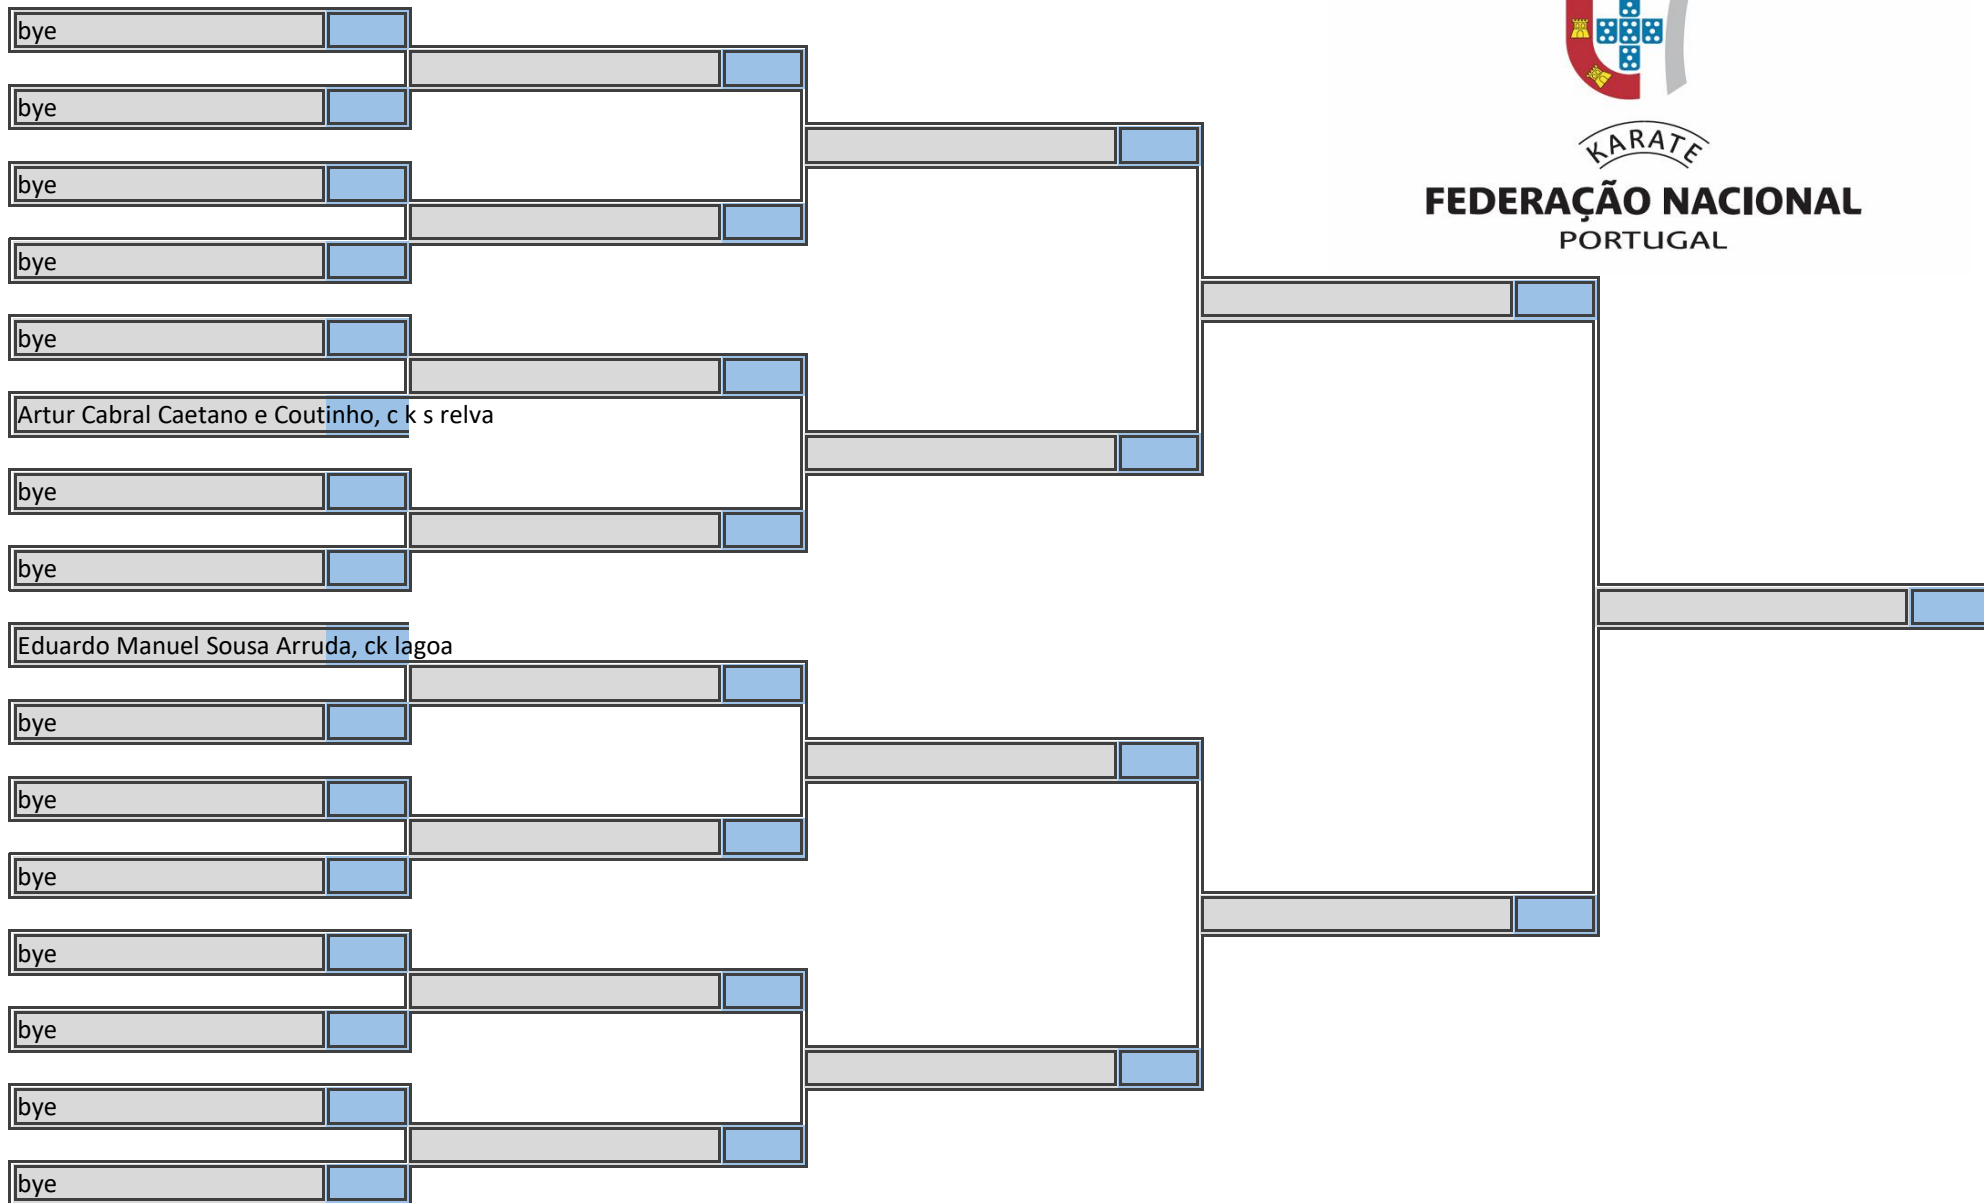 bye
bye
bye
bye
bye
Artur Cabral Caetano e Coutinho, c k s relva
bye
bye
Eduardo Manuel Sousa Arruda, ck lagoa
bye
bye
bye
bye
bye
bye
bye
KARATE
FEDERAÇÃO NACIONAL
PORTUGAL